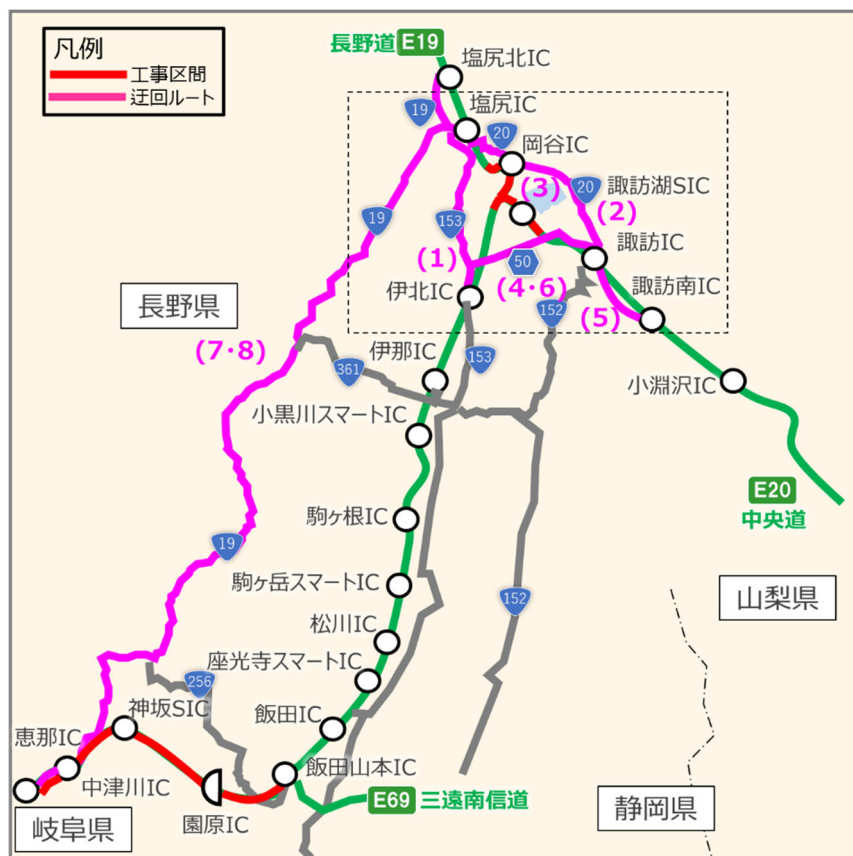 凡例
工事区間
迂回ルート
長野道 E19
塩尻北IC
19
塩尻IC
20
岡谷IC
(3)
20
諏訪湖SIC
(2)
19
153
(1)
50
諏訪IC
伊北IC
(4・6)
諏訪南IC
152
(5)
長野県
(7・8)
伊那IC
153
361
小淵沢IC
小黒川スマートIC
E20
中央道
駒ヶ根IC
19
駒ヶ岳スマートIC
152
山梨県
松川IC
座光寺スマートIC
256
神坂SIC
飯田IC
恵那IC
飯田山本IC
中津川IC
E69 三遠南信道
静岡県
園原IC
岐阜県